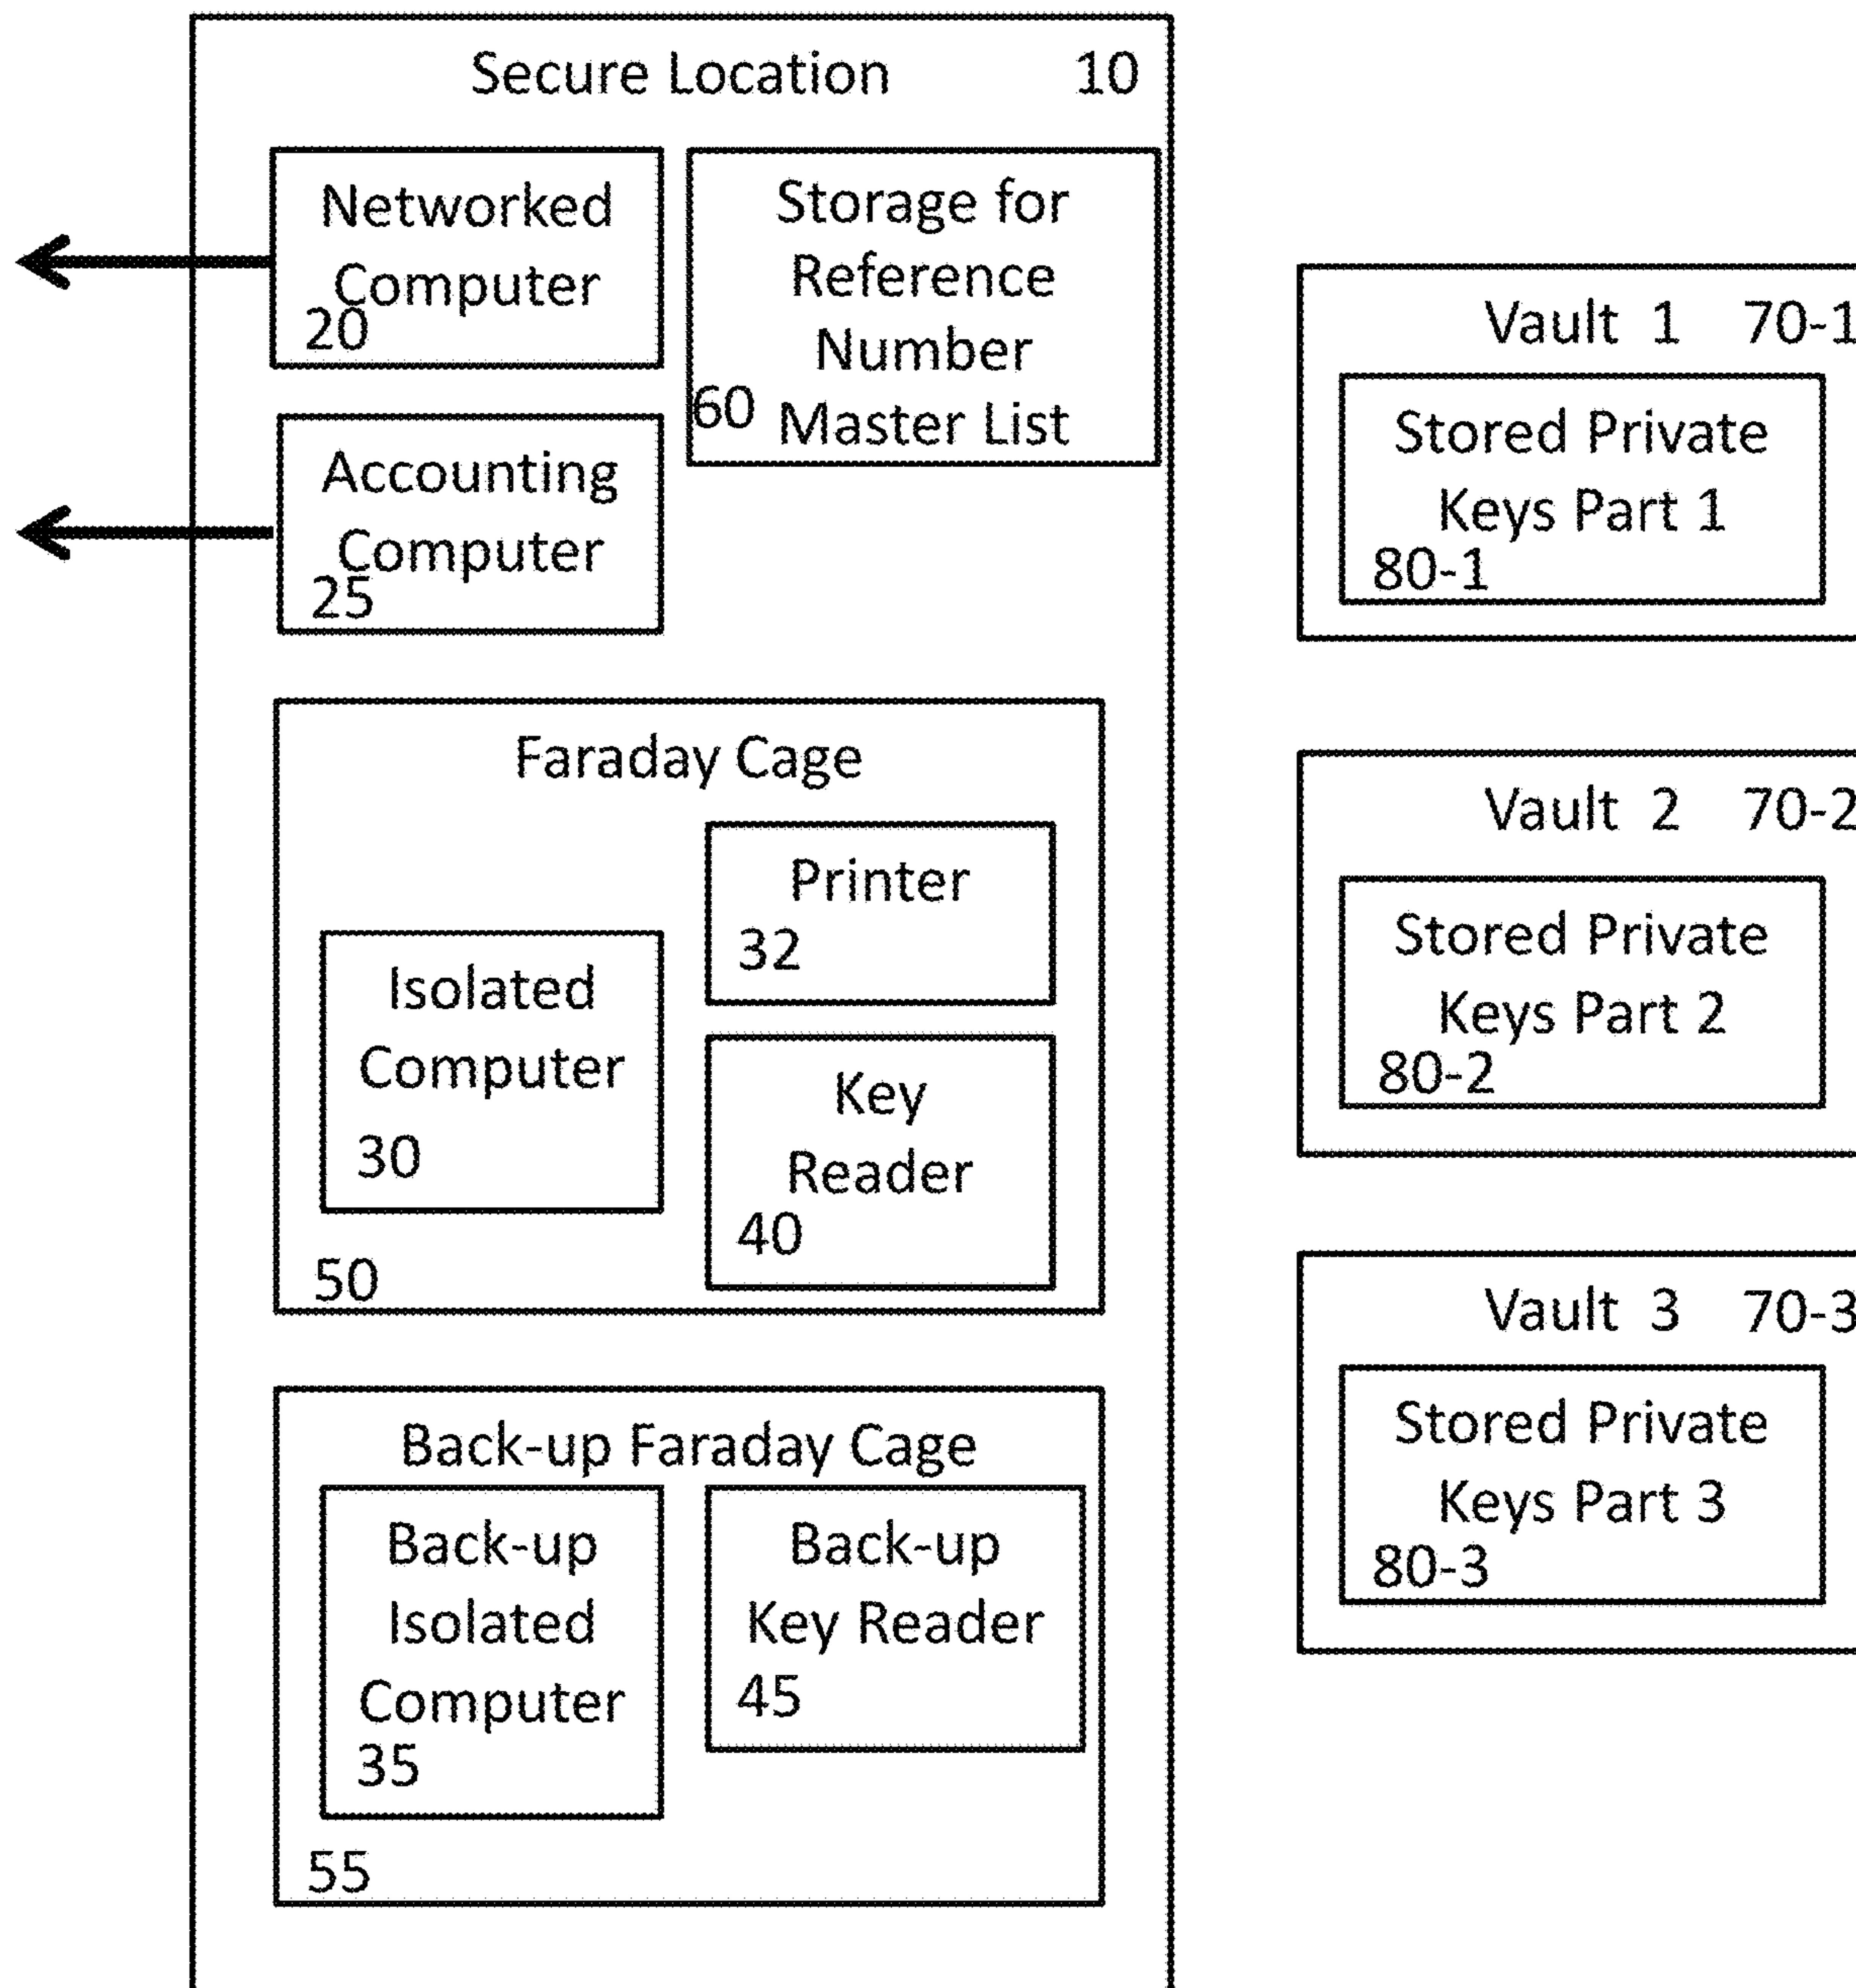 Secure Location 10
Networked
Computer
20
Storage for
Reference
Number
Master List
60
Accounting
Computer
25
Faraday Cage
Printer
32
Isolated
Computer
30
Key
Reader
40
50
Back-up Faraday Cage
Back-up
Isolated
Computer
35
Back-up
Key Reader
45
55
Vault 1 70-1
Stored Private
Keys Part 1
80-1
Vault 2 70-2
Stored Private
Keys Part 2
80-2
Vault 3 70-3
Stored Private
Keys Part 3
80-3